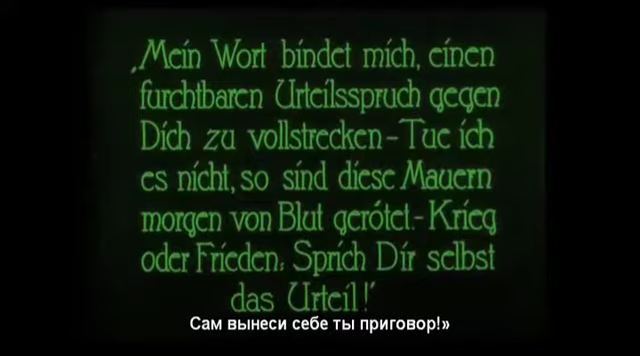 „Mein Wort bindet mich, einen
furchtbaren Urteilsspruch gegen
Dich zu vollstrecken – Tue ich
es nicht, so sind diese Mauern
morgen von Blut gerötet. – Krieg
oder Frieden: Sprich Dir selbst
das Urteil!“
Сам вынеси себе ты приговор!»